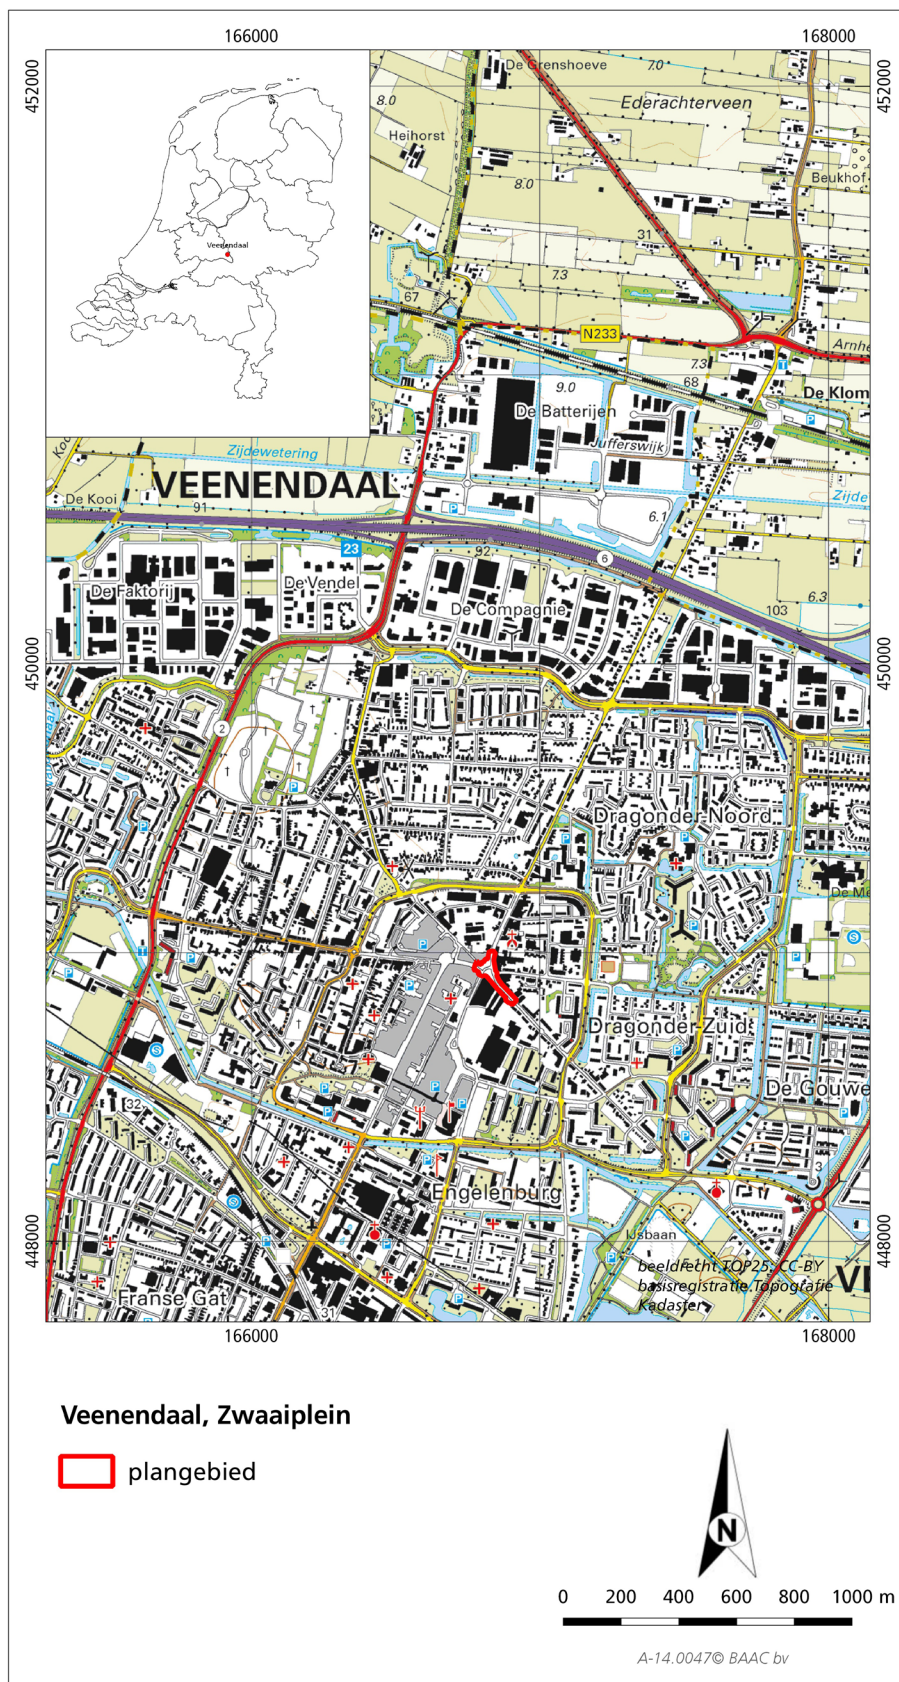 166000
168000
452000
452000
De Grenshoeve
7.0
8.0
Ederachterveen
Heihorst
Beukhof
8.0
31
Veenendaal
7.3
67
N233
Arnhe
7.3
68
De Klom
9.0
De Batterijen
Jufferswijk
Zijdewetering
VEENENDAAL
Zijde
De Kooi
91
6.1
23
92
6
De Faktorij
De Vendel
De Compagnie
6.3
103
450000
450000
2
Dragonder-Noord
De Me
Dragonder-Zuid
De Gouwe
32
3
Engelenburg
IJsbaan
448000
448000
beeldrecht TOP25: CC-BY
basisregistratie Topografie
Kadaster
VE
Franse Gat
31
166000
168000
Veenendaal, Zwaaiplein
plangebied
N
0 200 400 600 800 1000 m
A-14.0047© BAAC bv